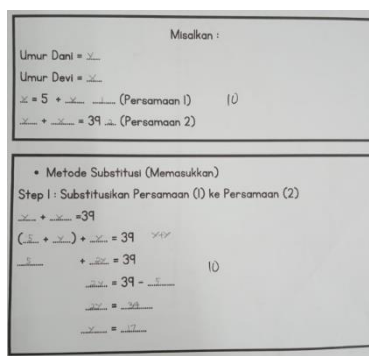 Misalkan :
Umur Dani = x
Umur Devi = y
x = 5 + y (Persamaan 1) 10
x + y = 39 (Persamaan 2)
• Metode Substitusi (Memasukkan)
Step 1 : Substitusikan Persamaan (1) ke Persamaan (2)
x + y =39
(5 + y) + y = 39
5 + 2y = 39 10
2y = 39 - 5
2y = 34
y = 17